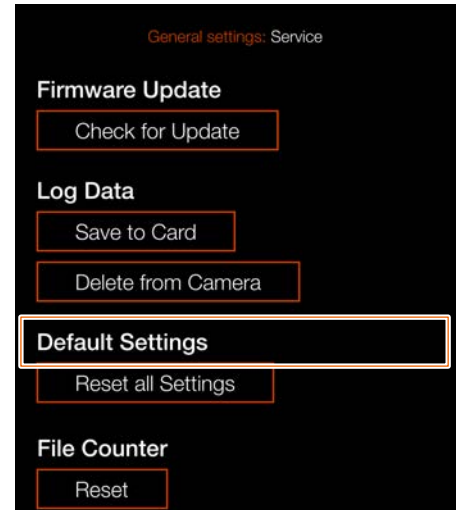 General settings: Service
Firmware Update
Check for Update
Log Data
Save to Card
Delete from Camera
Default Settings
Reset all Settings
File Counter
Reset